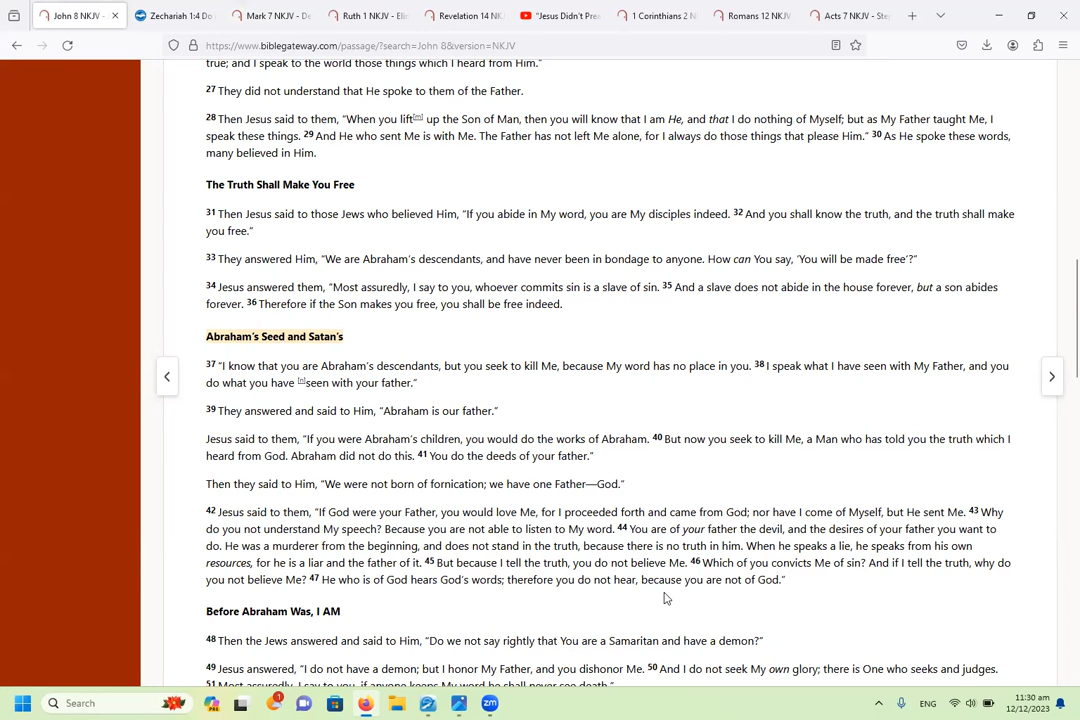 John 8 NKJV - Zechariah 1:4 Do Mark 7 NKJV - De Ruth 1 NKJV - Elim Revelation 14 NK "Jesus Didn't Prea 1 Corinthians 2 N Romans 12 NKJV Acts 7 NKJV - Ste
https://www.biblegateway.com/passage/?search=John 8&version=NKJV
true; and I speak to the world those things which I heard from Him.”
27 They did not understand that He spoke to them of the Father.
28 Then Jesus said to them, “When you lift[m] up the Son of Man, then you will know that I am He, and that I do nothing of Myself; but as My Father taught Me, I
speak these things. 29 And He who sent Me is with Me. The Father has not left Me alone, for I always do those things that please Him.” 30 As He spoke these words,
many believed in Him.
The Truth Shall Make You Free
31 Then Jesus said to those Jews who believed Him, “If you abide in My word, you are My disciples indeed. 32 And you shall know the truth, and the truth shall make
you free.”
33 They answered Him, “We are Abraham’s descendants, and have never been in bondage to anyone. How can You say, ‘You will be made free’?”
34 Jesus answered them, “Most assuredly, I say to you, whoever commits sin is a slave of sin. 35 And a slave does not abide in the house forever, but a son abides
forever. 36 Therefore if the Son makes you free, you shall be free indeed.
Abraham’s Seed and Satan’s
37 “I know that you are Abraham’s descendants, but you seek to kill Me, because My word has no place in you. 38 I speak what I have seen with My Father, and you
do what you have [n]seen with your father.”
39 They answered and said to Him, “Abraham is our father.”
Jesus said to them, “If you were Abraham’s children, you would do the works of Abraham. 40 But now you seek to kill Me, a Man who has told you the truth which I
heard from God. Abraham did not do this. 41 You do the deeds of your father.”
Then they said to Him, “We were not born of fornication; we have one Father—God.”
42 Jesus said to them, “If God were your Father, you would love Me, for I proceeded forth and came from God; nor have I come of Myself, but He sent Me. 43 Why
do you not understand My speech? Because you are not able to listen to My word. 44 You are of your father the devil, and the desires of your father you want to
do. He was a murderer from the beginning, and does not stand in the truth, because there is no truth in him. When he speaks a lie, he speaks from his own
resources, for he is a liar and the father of it. 45 But because I tell the truth, you do not believe Me. 46 Which of you convicts Me of sin? And if I tell the truth, why do
you not believe Me? 47 He who is of God hears God’s words; therefore you do not hear, because you are not of God.”
Before Abraham Was, I AM
48 Then the Jews answered and said to Him, “Do we not say rightly that You are a Samaritan and have a demon?”
49 Jesus answered, “I do not have a demon; but I honor My Father, and you dishonor Me. 50 And I do not seek My own glory; there is One who seeks and judges.
51 Most assuredly, I say to you, if anyone keeps My word he shall never see death.”
Search PRE 1 zm ENG 11:30 am
12/12/2023